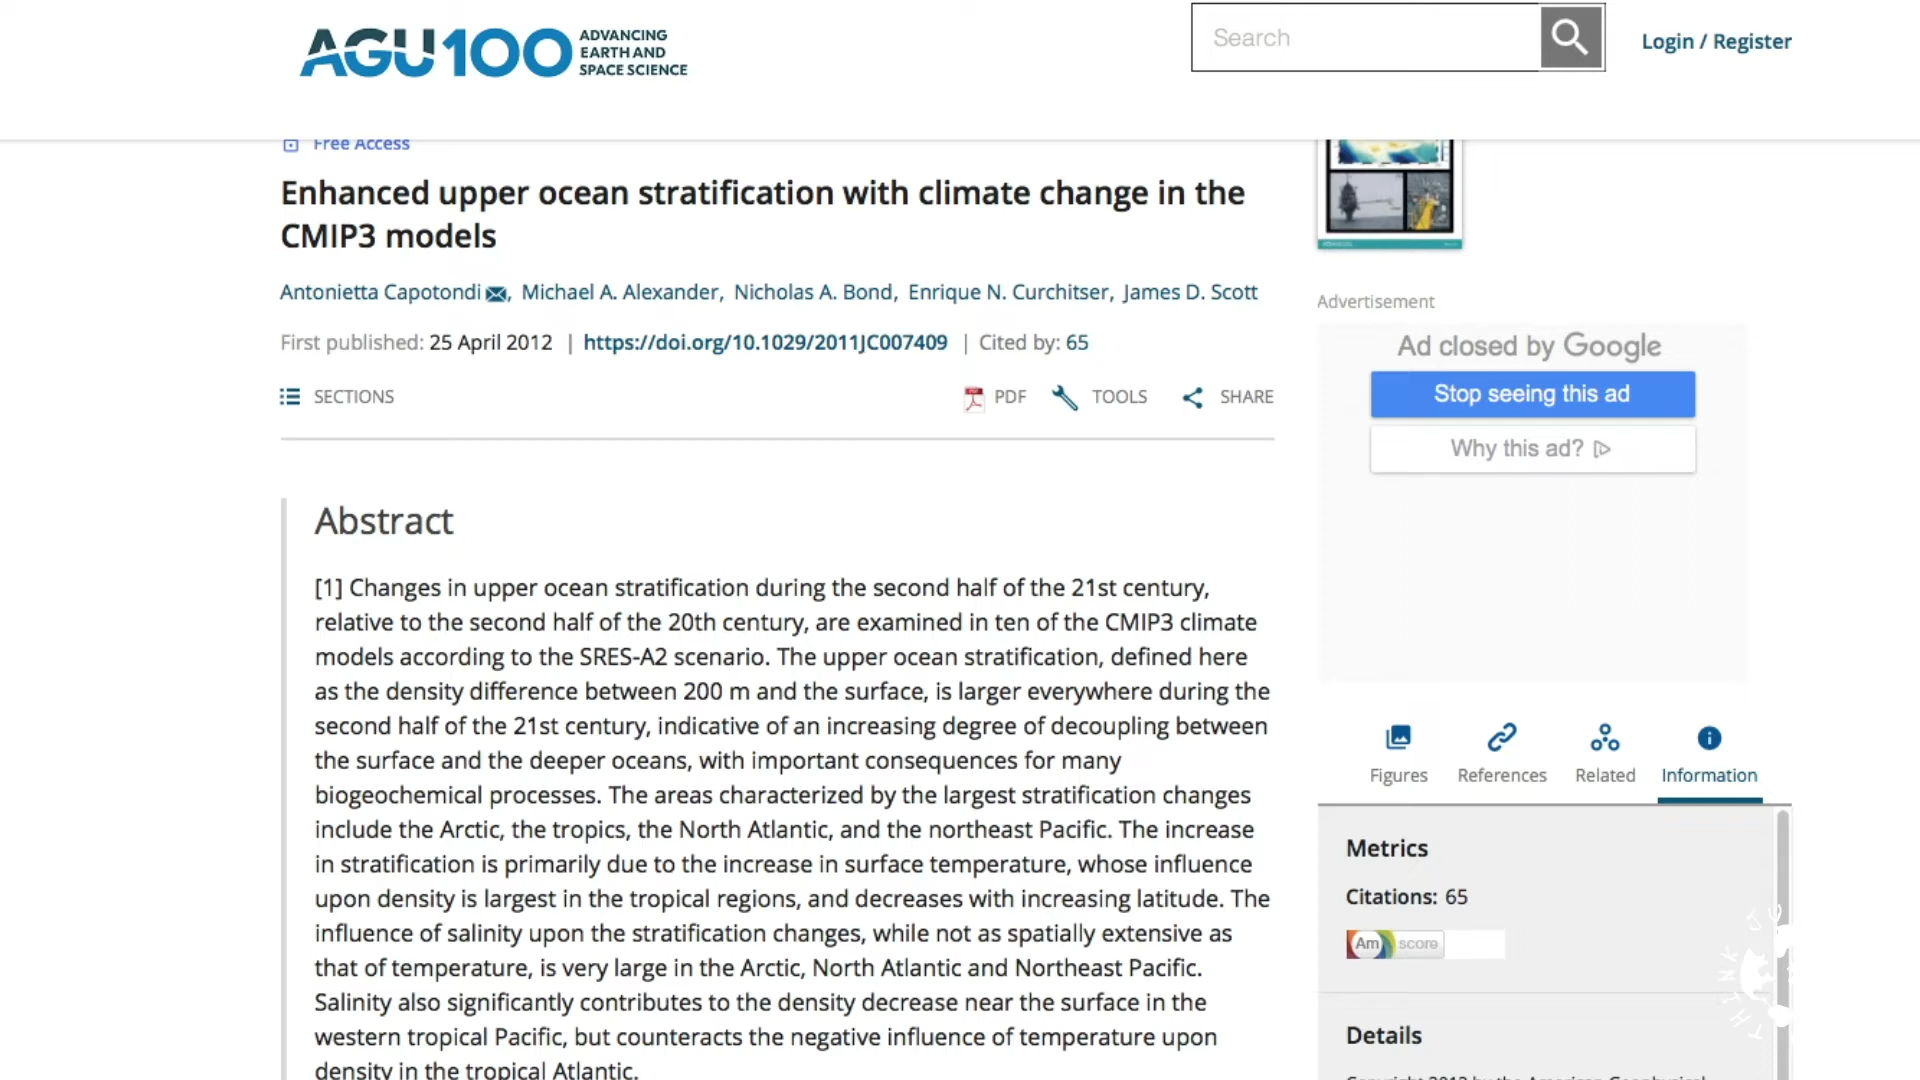 AGU100 ADVANCING
EARTH AND
SPACE SCIENCE
Search
Login / Register
Free Access
Enhanced upper ocean stratification with climate change in the
CMIP3 models
Antonietta Capotondi, Michael A. Alexander, Nicholas A. Bond, Enrique N. Curchitser, James D. Scott
First published: 25 April 2012 | https://doi.org/10.1029/2011JC007409 | Cited by: 65
SECTIONS
PDF TOOLS SHARE
Abstract
[1] Changes in upper ocean stratification during the second half of the 21st century,
relative to the second half of the 20th century, are examined in ten of the CMIP3 climate
models according to the SRES-A2 scenario. The upper ocean stratification, defined here
as the density difference between 200 m and the surface, is larger everywhere during the
second half of the 21st century, indicative of an increasing degree of decoupling between
the surface and the deeper oceans, with important consequences for many
biogeochemical processes. The areas characterized by the largest stratification changes
include the Arctic, the tropics, the North Atlantic, and the northeast Pacific. The increase
in stratification is primarily due to the increase in surface temperature, whose influence
upon density is largest in the tropical regions, and decreases with increasing latitude. The
influence of salinity upon the stratification changes, while not as spatially extensive as
that of temperature, is very large in the Arctic, North Atlantic and Northeast Pacific.
Salinity also significantly contributes to the density decrease near the surface in the
western tropical Pacific, but counteracts the negative influence of temperature upon
density in the tropical Atlantic.
Advertisement
Ad closed by Google
Stop seeing this ad
Why this ad?
Figures References Related Information
Metrics
Citations: 65
Am score
Details